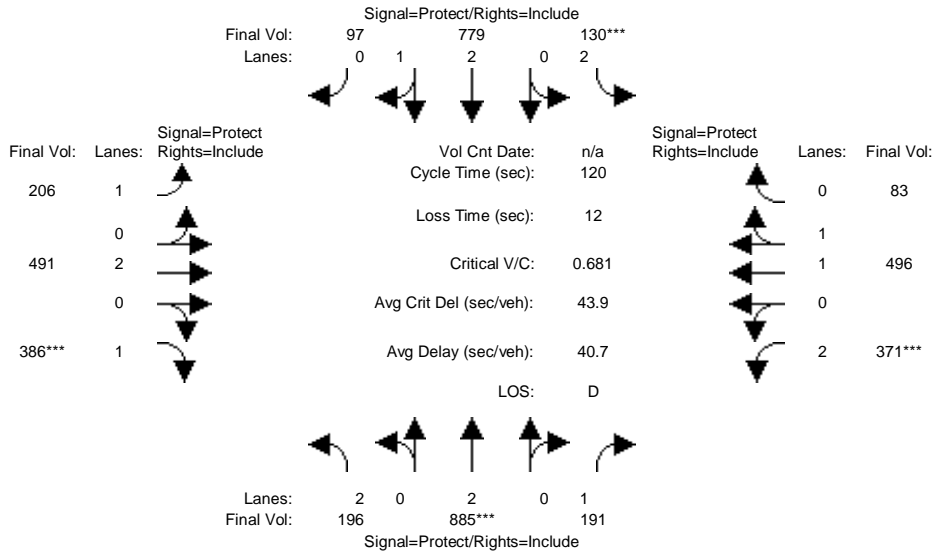 Signal=Protect/Rights=Include
Final Vol: 97 779 130***
Lanes: 0 1 2 0 2
Signal=Protect
Final Vol: Lanes: Rights=Include
Vol Cnt Date: n/a
Signal=Protect
Rights=Include Lanes: Final Vol:
Cycle Time (sec): 120
206 1
0 83
Loss Time (sec): 12
0
1
491 2
Critical V/C: 0.681
1 496
0
Avg Crit Del (sec/veh): 43.9
0
386*** 1
Avg Delay (sec/veh): 40.7
2 371***
LOS: D
Lanes: 2 0 2 0 1
Final Vol: 196 885*** 191
Signal=Protect/Rights=Include